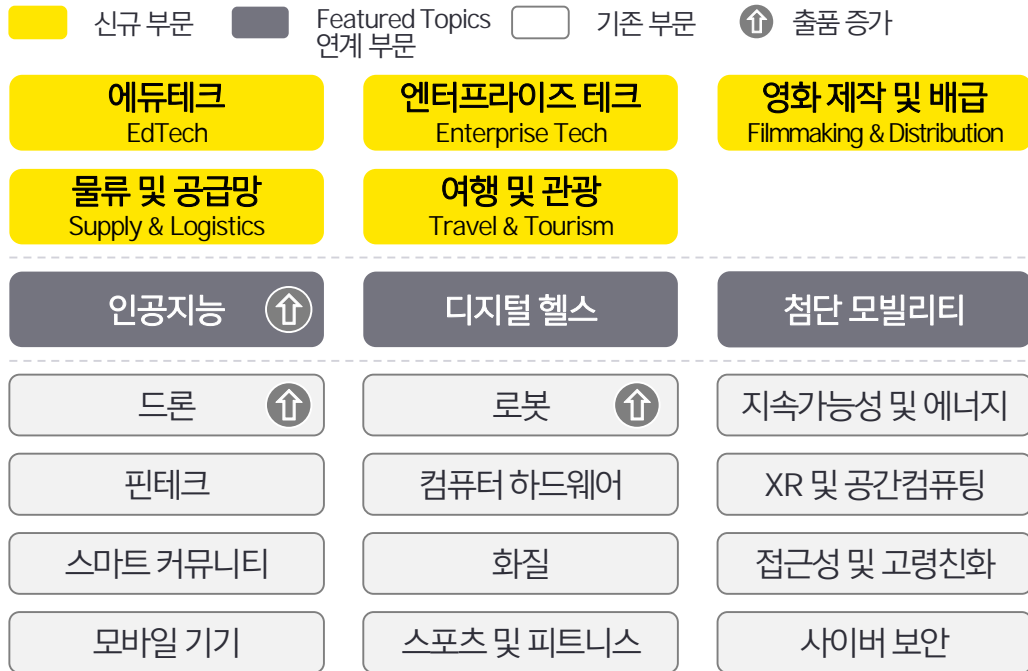 신규 부문
Featured Topics
연계 부문
기존 부문
출품 증가
에듀테크
EdTech
엔터프라이즈 테크
Enterprise Tech
영화 제작 및 배급
Filmmaking & Distribution
물류 및 공급망
Supply & Logistics
여행 및 관광
Travel & Tourism
인공지능
디지털 헬스
첨단 모빌리티
드론
로봇
지속가능성 및 에너지
핀테크
컴퓨터 하드웨어
XR 및 공간컴퓨팅
스마트 커뮤니티
화질
접근성 및 고령친화
모바일 기기
스포츠 및 피트니스
사이버 보안